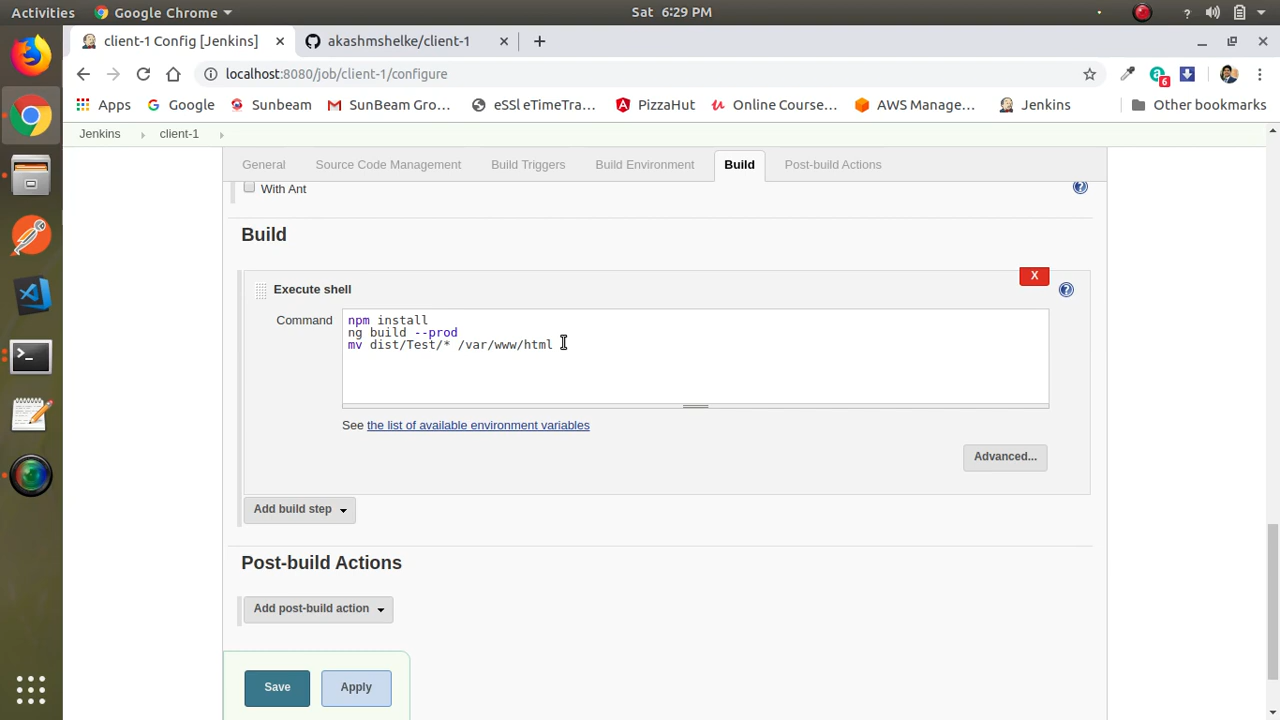 Activities
Google Chrome
Sat 6:29 PM
client-1 Config [Jenkins]
akashmshelke/client-1
localhost:8080/job/client-1/configure
6
Apps
Google
Sunbeam
SunBeam Gro...
eSSl eTimeTra...
PizzaHut
Online Course...
AWS Manage...
Jenkins
Other bookmarks
Jenkins
client-1
General
Source Code Management
Build Triggers
Build Environment
Build
Post-build Actions
With Ant
Build
X
Execute shell
Command
npm install
ng build --prod
mv dist/Test/* /var/www/html
See the list of available environment variables
Advanced...
Add build step
Post-build Actions
Add post-build action
Save
Apply